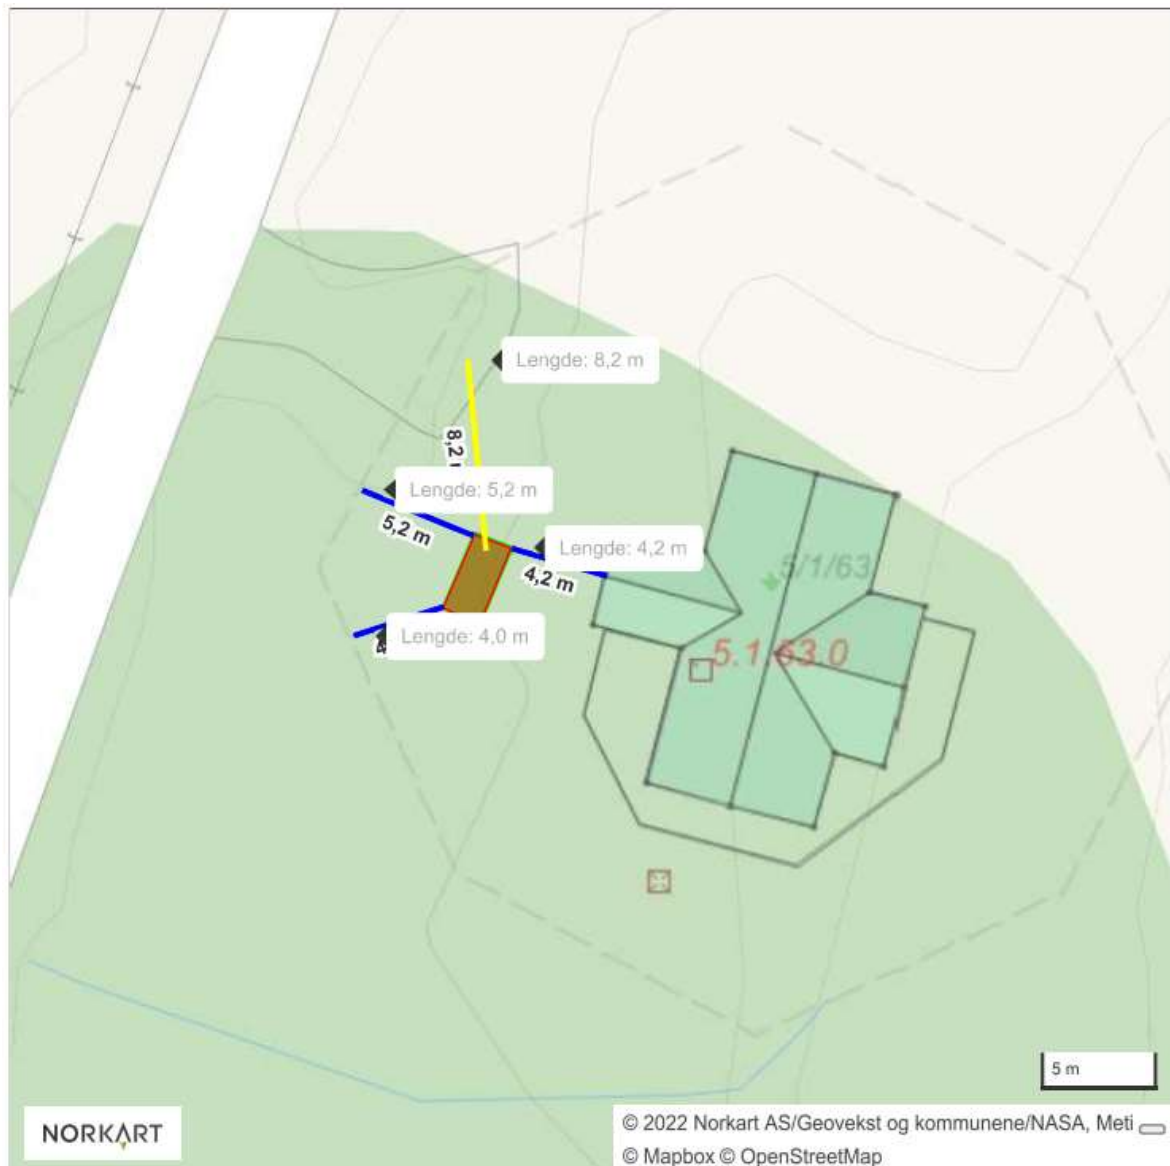 Lengde: 8,2 m
8,2
Lengde: 5,2 m
5,2 m
Lengde: 4,2 m
4,2 m
5/1/63
Lengde: 4,0 m
5.1.63.0
5 m
NORKART
© 2022 Norkart AS/Geovekst og kommunene/NASA, Meti
© Mapbox © OpenStreetMap